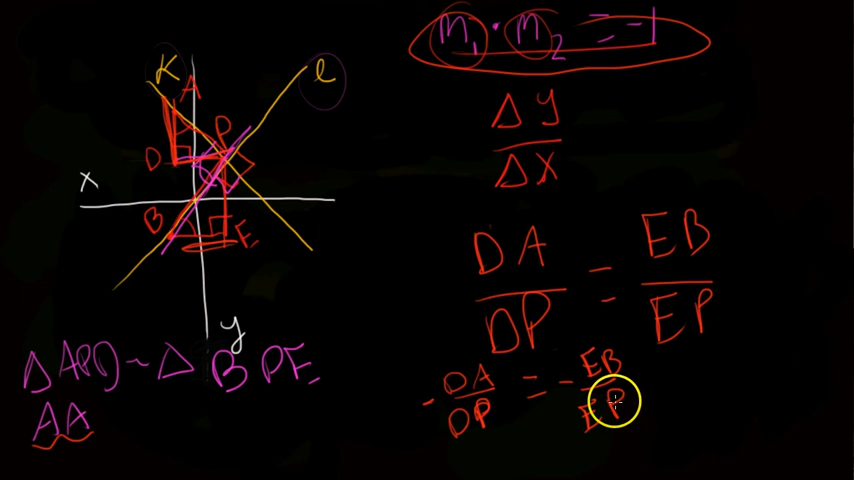 m₁ · m₂ = -1
K
A
l
P
D
x
B
E
y
Δy/Δx
DA/DP = EB/EP
-DA/DP = -EB/EP
ΔAPD ~ ΔBPE
AA